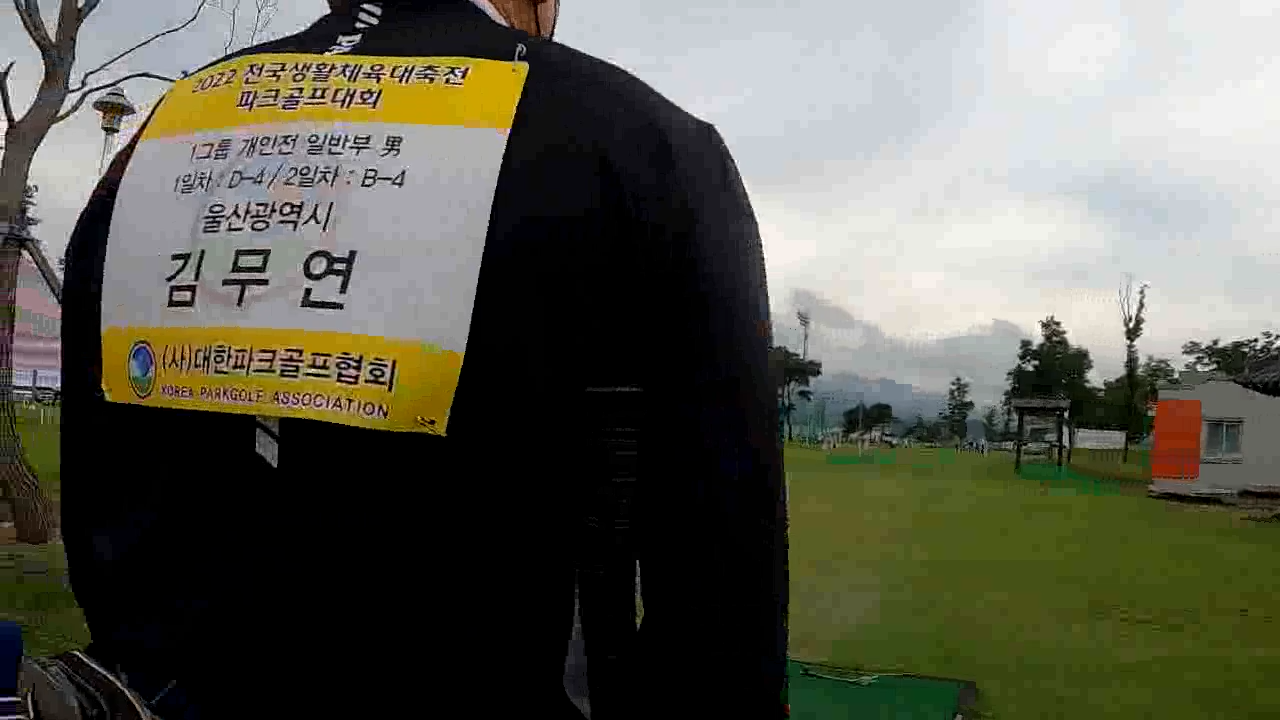 2022 전국생활체육대축전
파크골프대회
1그룹 개인전 일반부 男
1일차 : D-4 / 2일차 : B-4
울산광역시
김무연
(사)대한파크골프협회
KOREA PARKGOLF ASSOCIATION